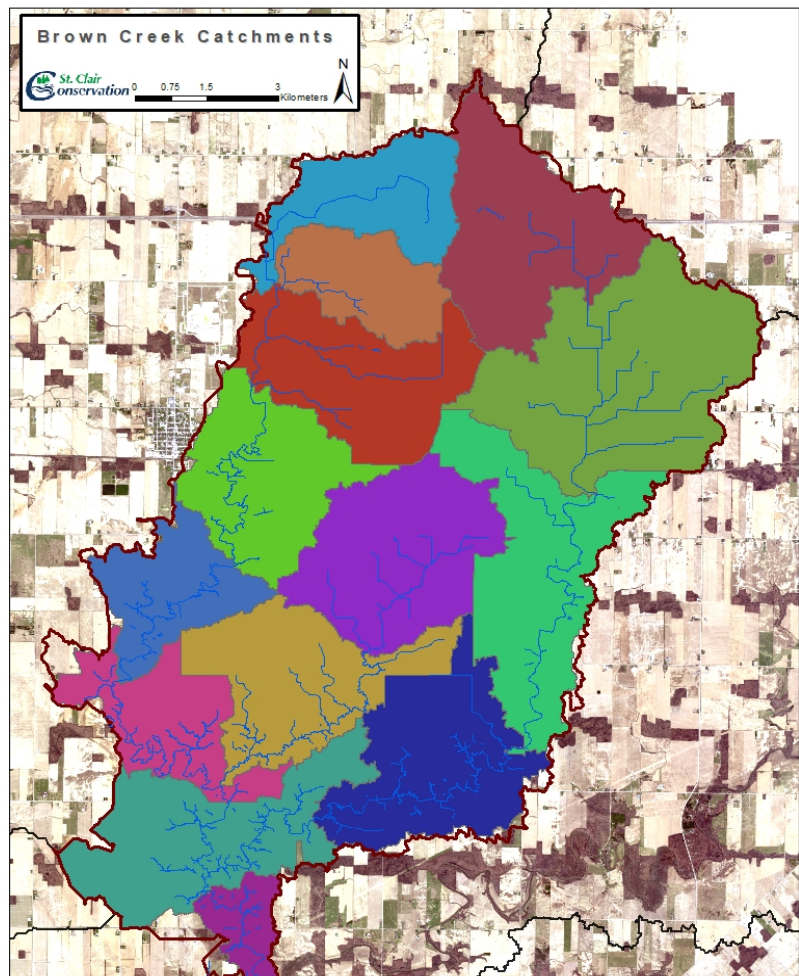 Brown Creek Catchments
N
St. Clair
Conservation
0 0.75 1.5 3
Kilometers